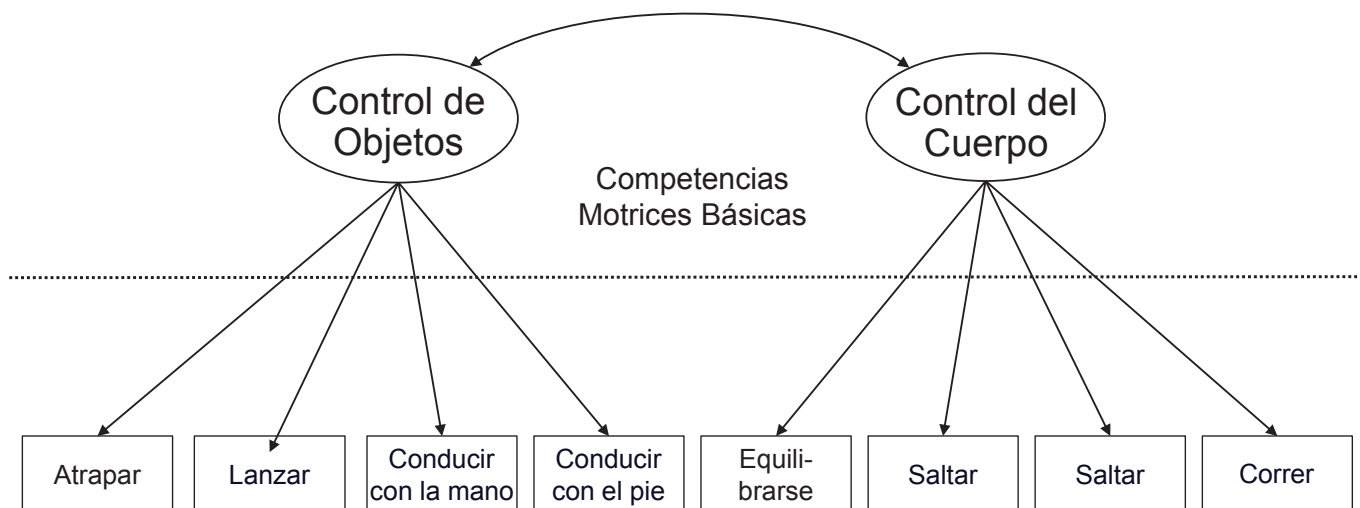 Control de
Objetos
Control del
Cuerpo
Competencias
Motrices Básicas
Atrapar
Lanzar
Conducir
con la mano
Conducir
con el pie
Equili-
brarse
Saltar
Saltar
Correr